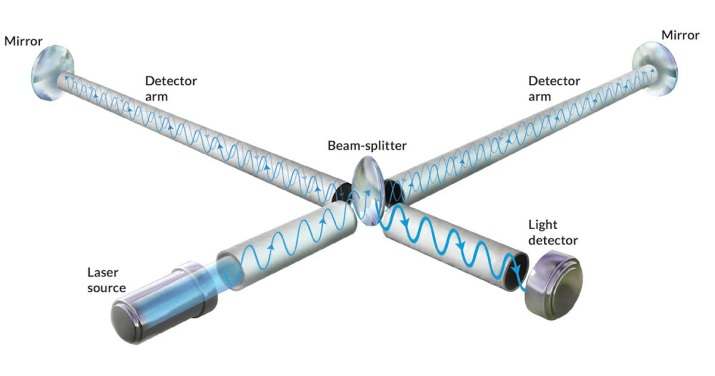 Mirror
Mirror
Detector
arm
Detector
arm
Beam-splitter
Light
detector
Laser
source